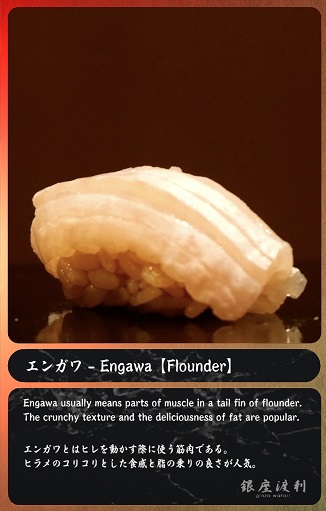 エンガワ – Engawa【Flounder】
Engawa usually means parts of muscle in a tail fin of flounder.
The crunchy texture and the deliciousness of fat are popular.
エンガワとはヒレを動かす際に使う筋肉である。
ヒラメのコリコリとした食感と脂の乗りの良さが人気。
銀座渡利
ginza watari